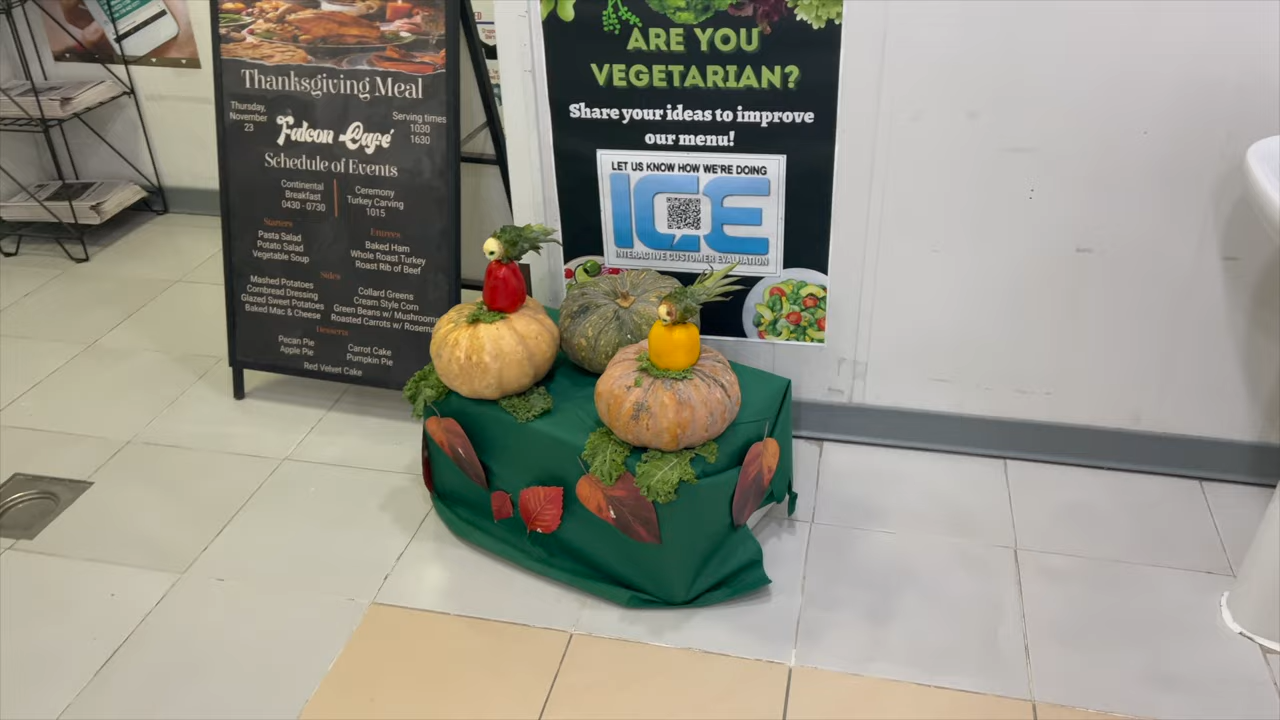 Thanksgiving Meal
Thursday,
November
23
Falcon Café
Serving times
1030
1630
Schedule of Events
Continental
Breakfast
0430 - 0730
Ceremony
Turkey Carving
1015
Starters
Pasta Salad
Potato Salad
Vegetable Soup
Entrees
Baked Ham
Whole Roast Turkey
Roast Rib of Beef
Sides
Mashed Potatoes
Cornbread Dressing
Glazed Sweet Potatoes
Baked Mac & Cheese
Collard Greens
Cream Style Corn
Green Beans w/ Mushrooms
Roasted Carrots w/
Desserts
Pecan Pie
Apple Pie
Carrot Cake
Pumpkin Pie
Red Velvet Cake
ARE YOU
VEGETARIAN?
Share your ideas to improve
our menu!
LET US KNOW HOW WE'RE DOING
ICE
INTERACTIVE CUSTOMER EVALUATION